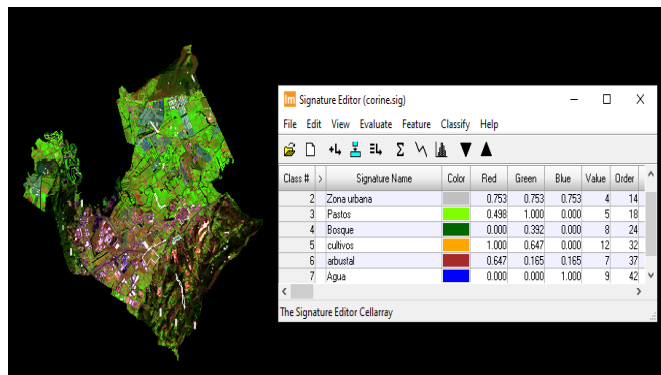 Im Signature Editor (corine.sig)
File Edit View Evaluate Feature Classify Help
Class # > Signature Name Color Red Green Blue Value Order
2 Zona urbana 0.753 0.753 0.753 4 14
3 Pastos 0.498 1.000 0.000 5 18
4 Bosque 0.000 0.392 0.000 8 24
5 cultivos 1.000 0.647 0.000 12 32
6 arbustal 0.647 0.165 0.165 7 37
7 Agua 0.000 0.000 1.000 9 42
The Signature Editor Cellarray